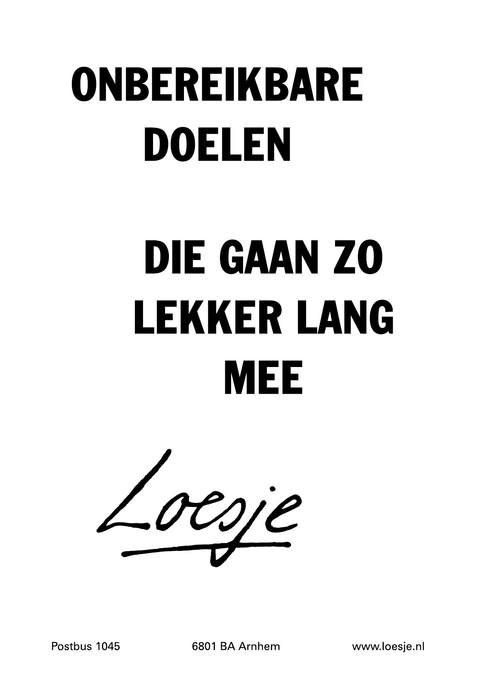 ONBEREIKBARE
DOELEN
DIE GAAN ZO
LEKKER LANG
MEE
Loesje
Postbus 1045 6801 BA Arnhem www.loesje.nl